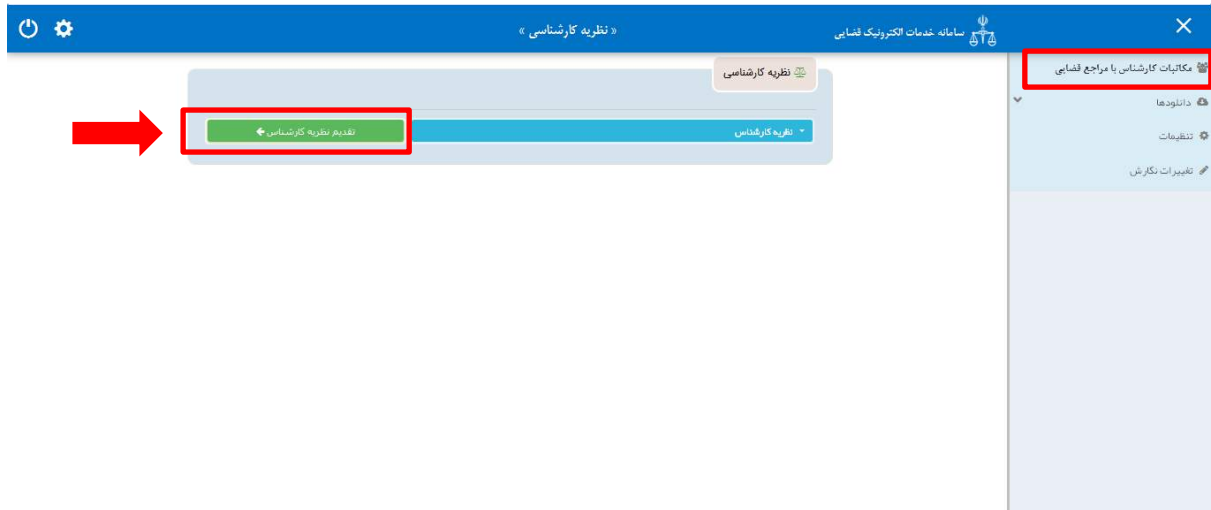 سامانه خدمات الکترونیک قضایی
« نظریه کارشناسی »
مکاتبات کارشناس با مراجع قضایی
دانلودها
تنظیمات
تغییرات نگارش
نظریه کارشناسی
نظریه کارشناس
تقدیم نظریه کارشناس